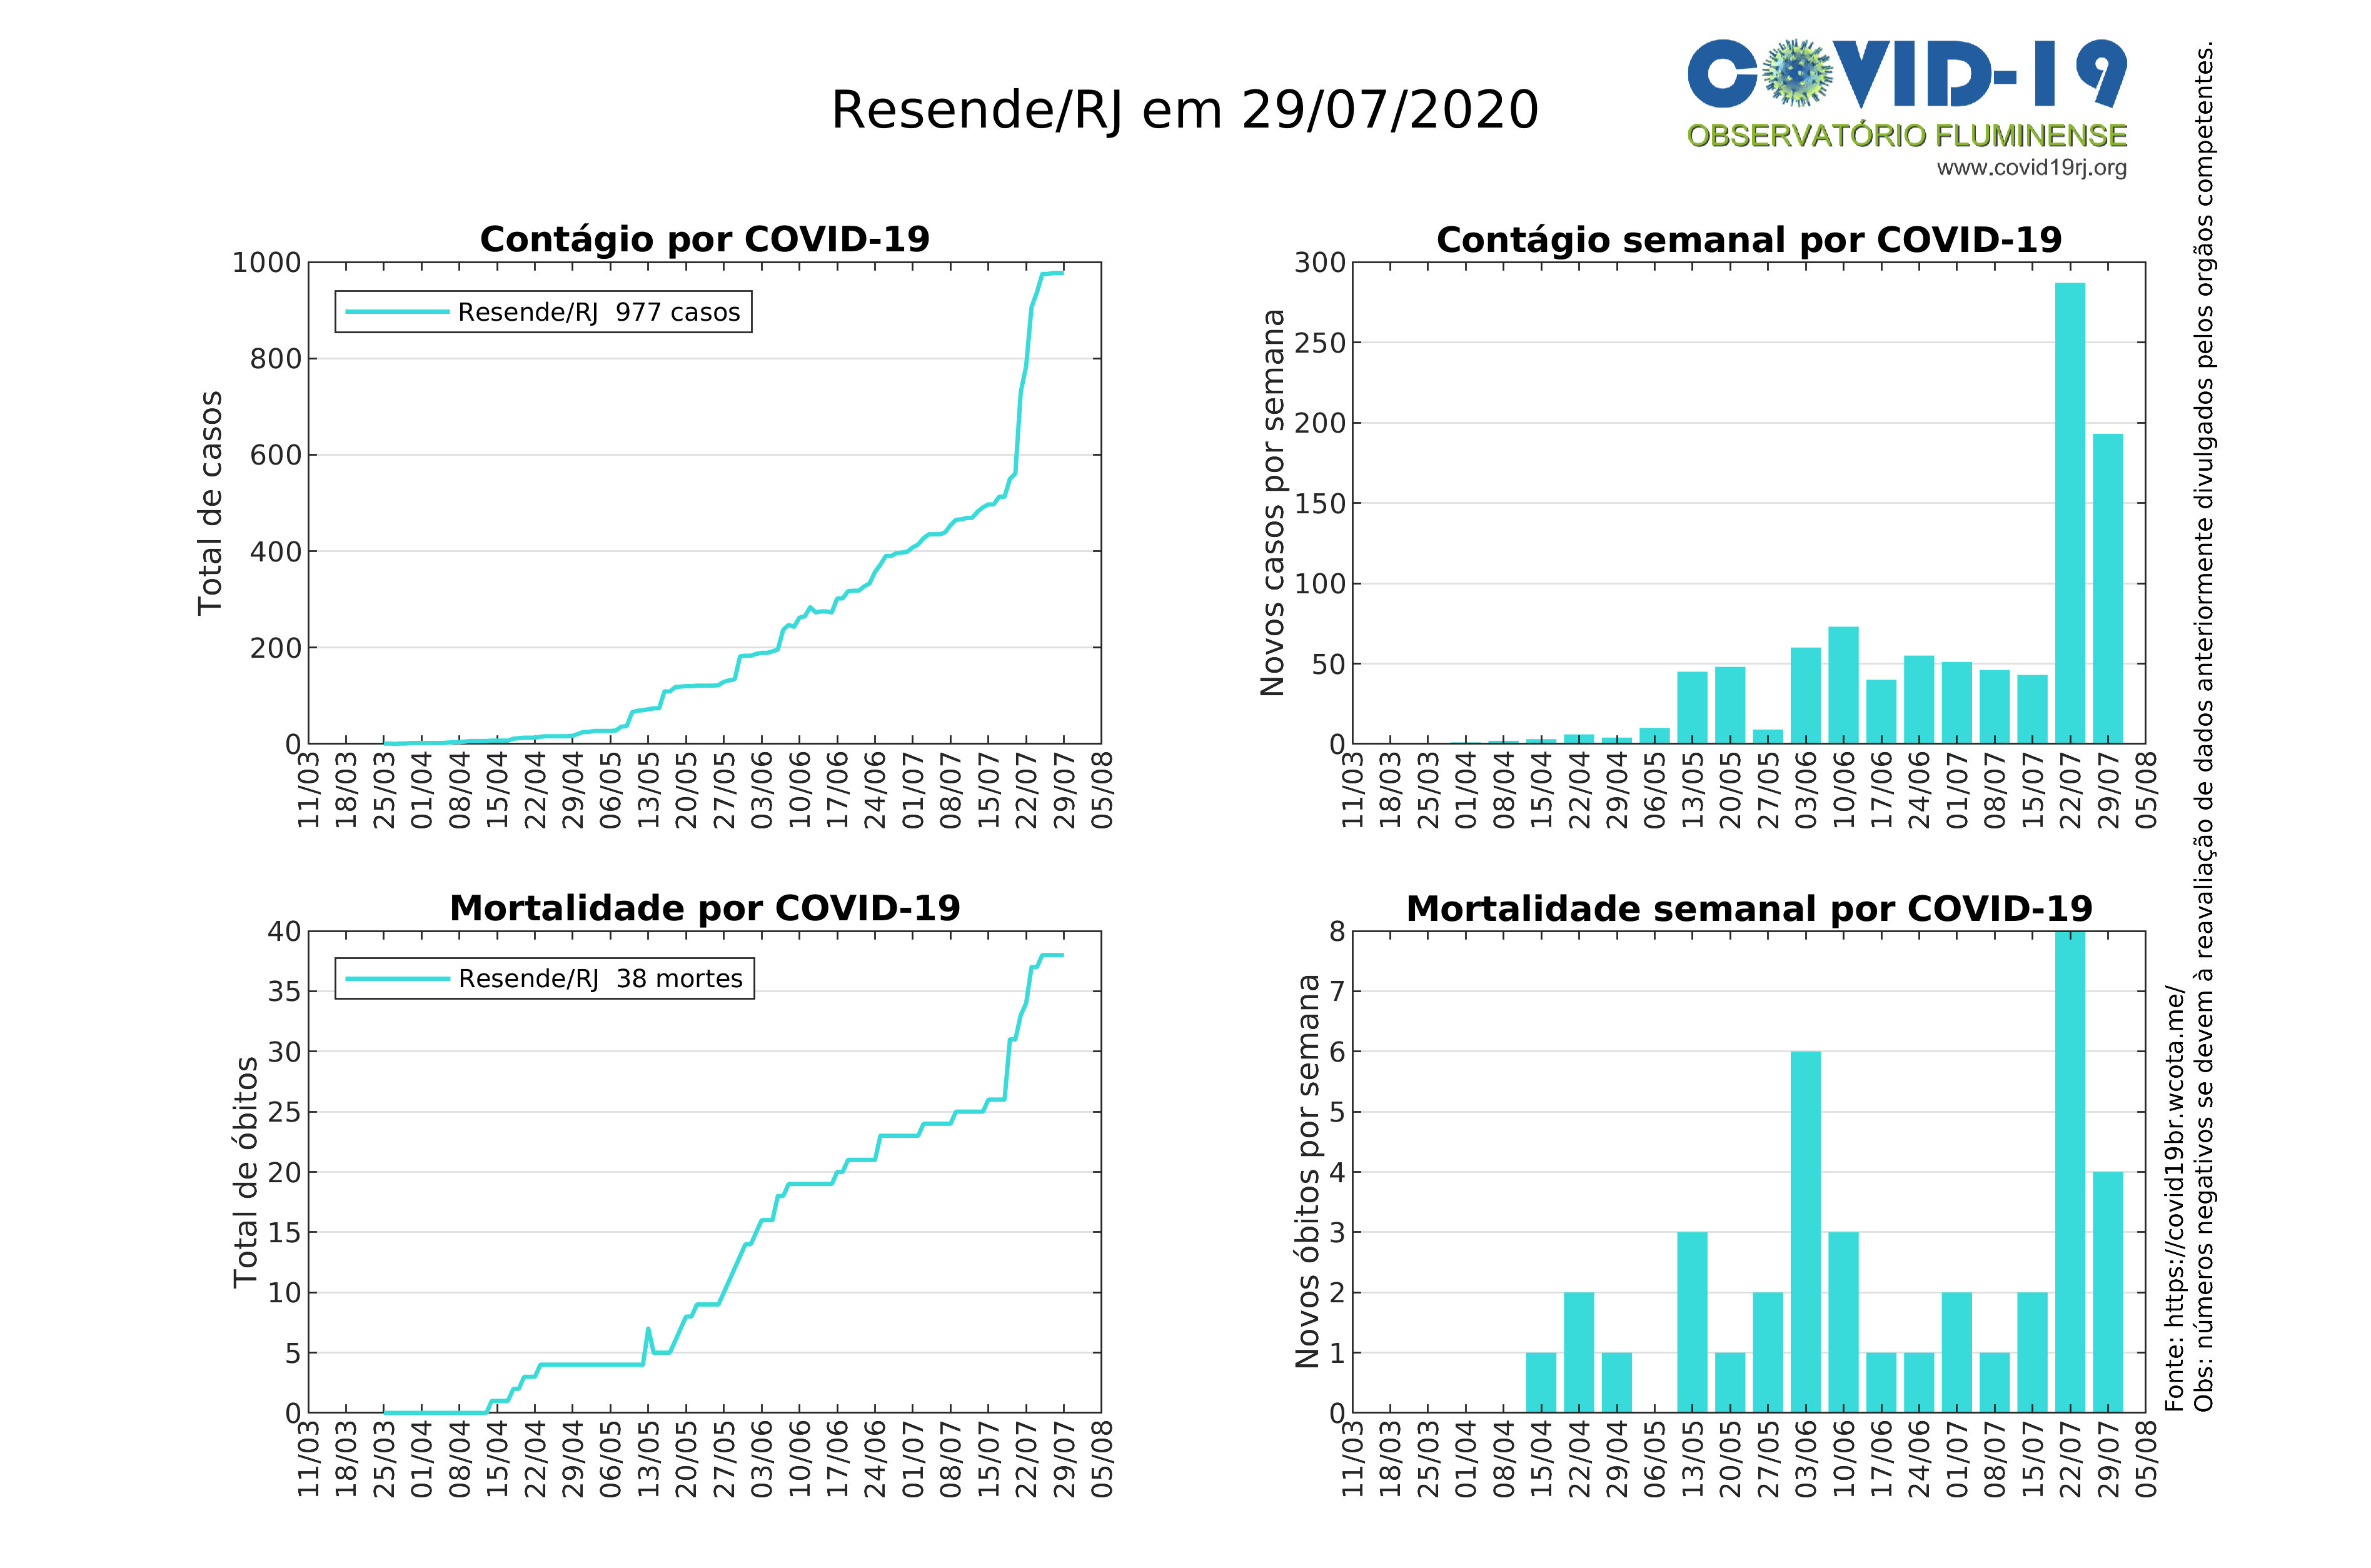 Resende/RJ em 29/07/2020
COVID-19
OBSERVATÓRIO FLUMINENSE
www.covid19rj.org
Contágio por COVID-19
Total de casos
1000
800
600
400
200
0
Resende/RJ 977 casos
11/03 18/03 25/03 01/04 08/04 15/04 22/04 29/04 06/05 13/05 20/05 27/05 03/06 10/06 17/06 24/06 01/07 08/07 15/07 22/07 29/07 05/08
Contágio semanal por COVID-19
Novos casos por semana
300
250
200
150
100
50
0
11/03 18/03 25/03 01/04 08/04 15/04 22/04 29/04 06/05 13/05 20/05 27/05 03/06 10/06 17/06 24/06 01/07 08/07 15/07 22/07 29/07 05/08
Mortalidade por COVID-19
Total de óbitos
40
35
30
25
20
15
10
5
0
Resende/RJ 38 mortes
11/03 18/03 25/03 01/04 08/04 15/04 22/04 29/04 06/05 13/05 20/05 27/05 03/06 10/06 17/06 24/06 01/07 08/07 15/07 22/07 29/07 05/08
Mortalidade semanal por COVID-19
Novos óbitos por semana
8
7
6
5
4
3
2
1
0
11/03 18/03 25/03 01/04 08/04 15/04 22/04 29/04 06/05 13/05 20/05 27/05 03/06 10/06 17/06 24/06 01/07 08/07 15/07 22/07 29/07 05/08
Fonte: https://covid19br.wcota.me/
Obs: números negativos se devem à reavaliação de dados anteriormente divulgados pelos orgãos competentes.